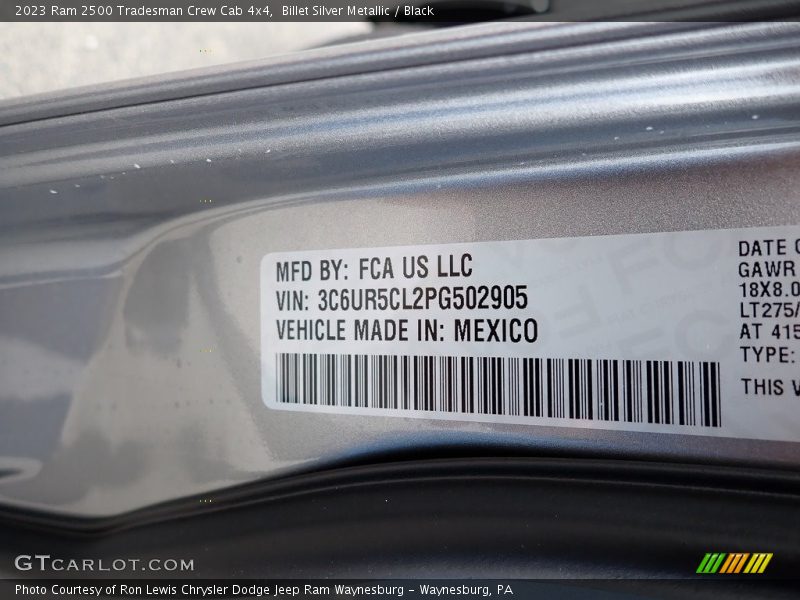 2023 Ram 2500 Tradesman Crew Cab 4x4, Billet Silver Metallic / Black
MFD BY: FCA US LLC
VIN: 3C6UR5CL2PG502905
VEHICLE MADE IN: MEXICO
DATE
GAWR
18X8.0
LT275/
AT 415
TYPE:
THIS
GTCARLOT.COM
Photo Courtesy of Ron Lewis Chrysler Dodge Jeep Ram Waynesburg – Waynesburg, PA